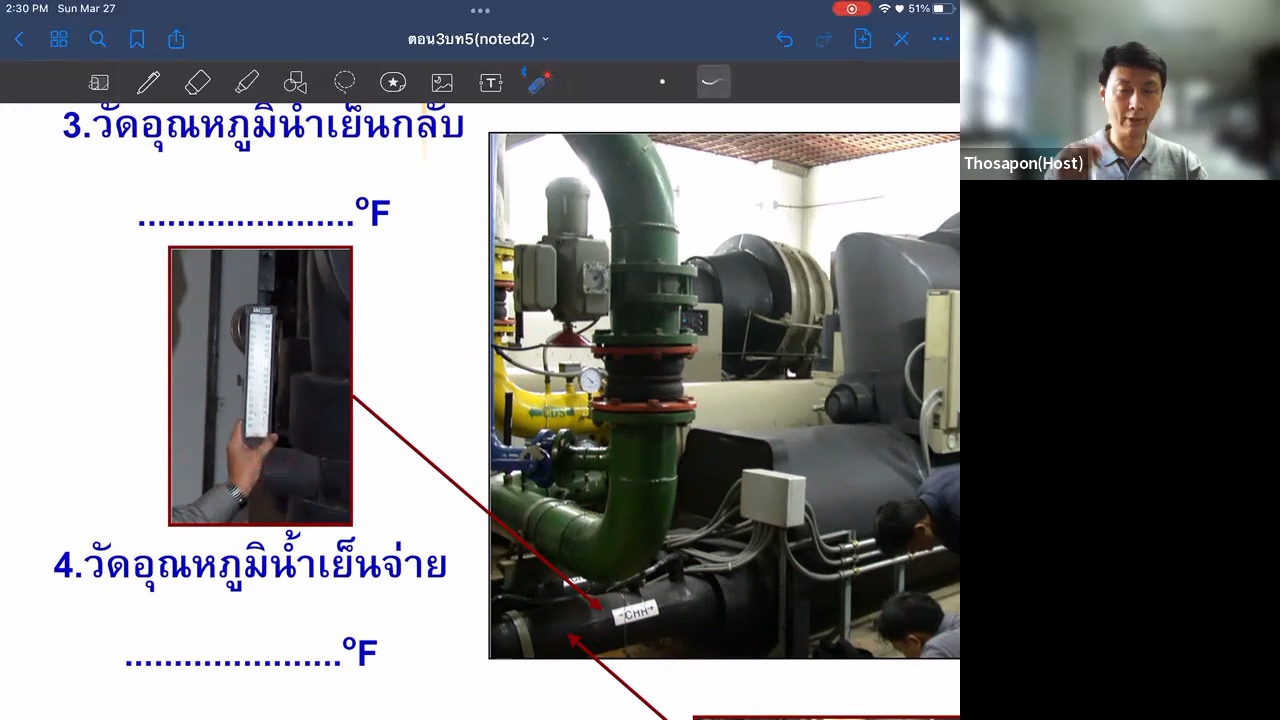 2:30 PM Sun Mar 27
51%
ตอน3บท5(noted2)
T
3.วัดอุณหภูมิน้ำเย็นกลับ
......................°F
CDS
CHR
4.วัดอุณหภูมิน้ำเย็นจ่าย
......................°F
Thosapon(Host)